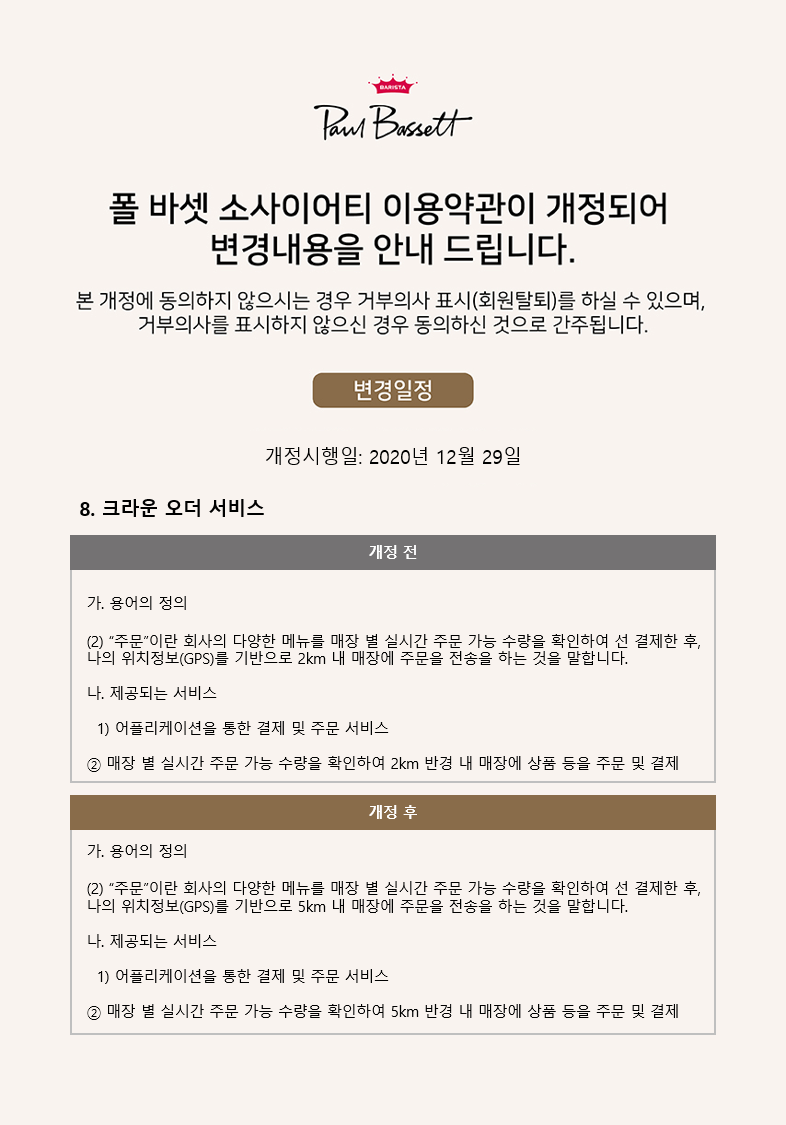 BARISTA
Paul Bassett
폴 바셋 소사이어티 이용약관이 개정되어
변경내용을 안내 드립니다.
본 개정에 동의하지 않으시는 경우 거부의사 표시(회원탈퇴)를 하실 수 있으며,
거부의사를 표시하지 않으신 경우 동의하신 것으로 간주됩니다.
변경일정
개정시행일: 2020년 12월 29일
8. 크라운 오더 서비스
개정 전
가. 용어의 정의
(2) “주문”이란 회사의 다양한 메뉴를 매장 별 실시간 주문 가능 수량을 확인하여 선 결제한 후,
나의 위치정보(GPS)를 기반으로 2km 내 매장에 주문을 전송을 하는 것을 말합니다.
나. 제공되는 서비스
1) 어플리케이션을 통한 결제 및 주문 서비스
② 매장 별 실시간 주문 가능 수량을 확인하여 2km 반경 내 매장에 상품 등을 주문 및 결제
개정 후
가. 용어의 정의
(2) “주문”이란 회사의 다양한 메뉴를 매장 별 실시간 주문 가능 수량을 확인하여 선 결제한 후,
나의 위치정보(GPS)를 기반으로 5km 내 매장에 주문을 전송을 하는 것을 말합니다.
나. 제공되는 서비스
1) 어플리케이션을 통한 결제 및 주문 서비스
② 매장 별 실시간 주문 가능 수량을 확인하여 5km 반경 내 매장에 상품 등을 주문 및 결제